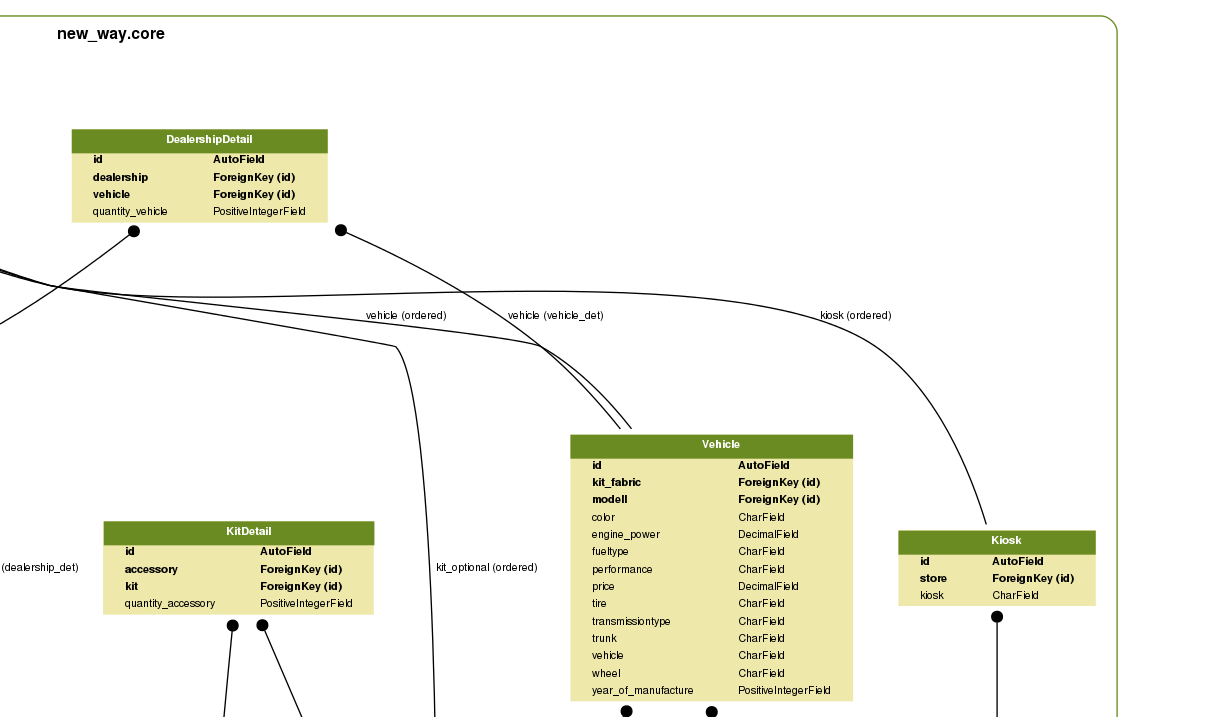 new_way.core
DealershipDetail
id AutoField
dealership ForeignKey (id)
vehicle ForeignKey (id)
quantity_vehicle PositiveIntegerField
vehicle (ordered)
vehicle (vehicle_det)
kiosk (ordered)
Vehicle
id AutoField
kit_fabric ForeignKey (id)
modell ForeignKey (id)
color CharField
engine_power DecimalField
fueltype CharField
performance CharField
price DecimalField
tire CharField
transmissiontype CharField
trunk CharField
vehicle CharField
wheel CharField
year_of_manufacture PositiveIntegerField
KitDetail
id AutoField
accessory ForeignKey (id)
kit ForeignKey (id)
quantity_accessory PositiveIntegerField
(dealership_det)
kit_optional (ordered)
Kiosk
id AutoField
store ForeignKey (id)
kiosk CharField